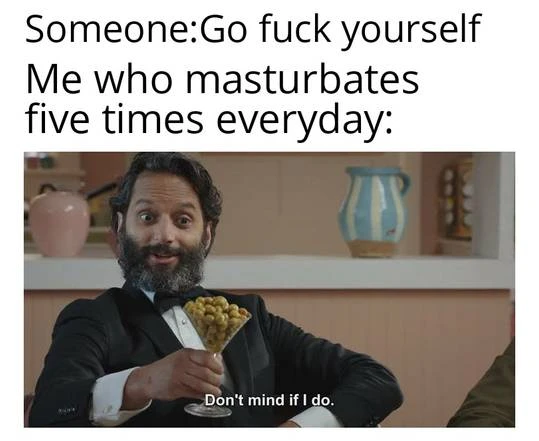 Someone:Go fuck yourself
Me who masturbates
five times everyday:
Don't mind if I do.